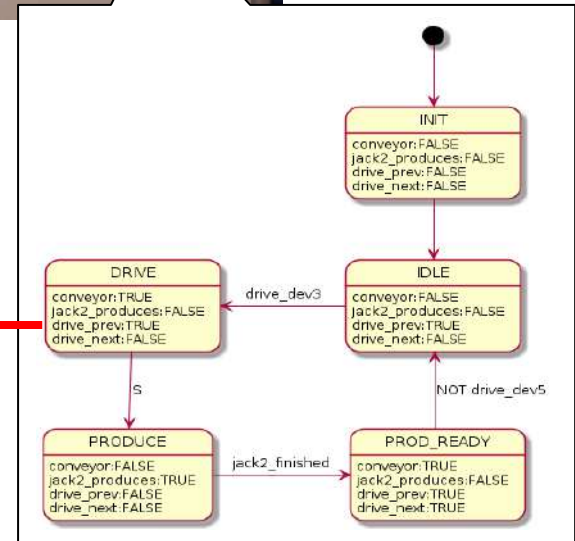 INIT
conveyor:FALSE
jack2_produces:FALSE
drive_prev:FALSE
drive_next:FALSE
DRIVE
conveyor:TRUE
jack2_produces:FALSE
drive_prev:TRUE
drive_next:FALSE
drive_dev3
IDLE
conveyor:FALSE
jack2_produces:FALSE
drive_prev:TRUE
drive_next:FALSE
S
NOT drive_dev5
PRODUCE
conveyor:FALSE
jack2_produces:TRUE
drive_prev:FALSE
drive_next:FALSE
jack2_finished
PROD_READY
conveyor:TRUE
jack2_produces:FALSE
drive_prev:TRUE
drive_next:TRUE